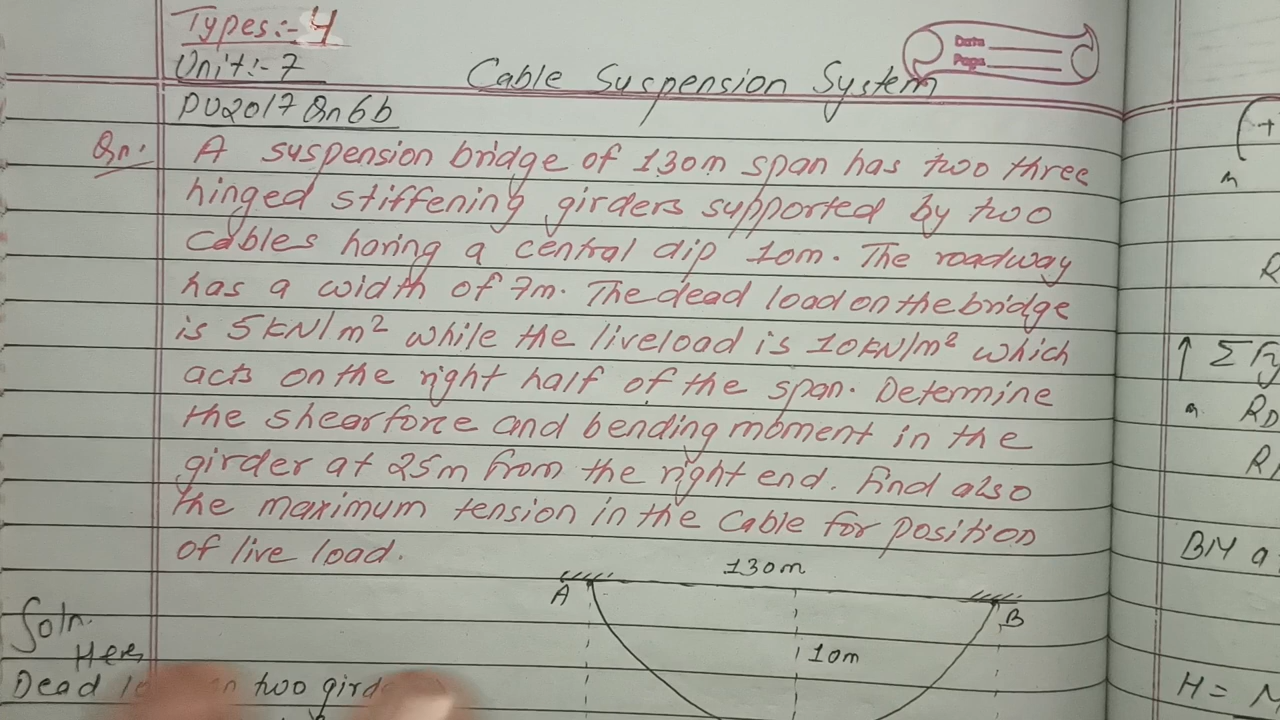 Types:- 4
Unit:- 7
Cable Suspension System
Date
Page
PU2017 Qn6b
Qn. A suspension bridge of 130m span has two three
hinged stiffening girders supported by two
cables having a central dip 10m. The roadway
has a width of 7m. The dead load on the bridge
is 5 kN/m² while the liveload is 10kN/m² which
acts on the right half of the span. Determine
the shearforce and bending moment in the
girder at 25m from the right end. Find also
the maximum tension in the cable for position
of live load.
130m
A
B
10m
Soln.
Here,
Dead two
ΣF
BM a
H =